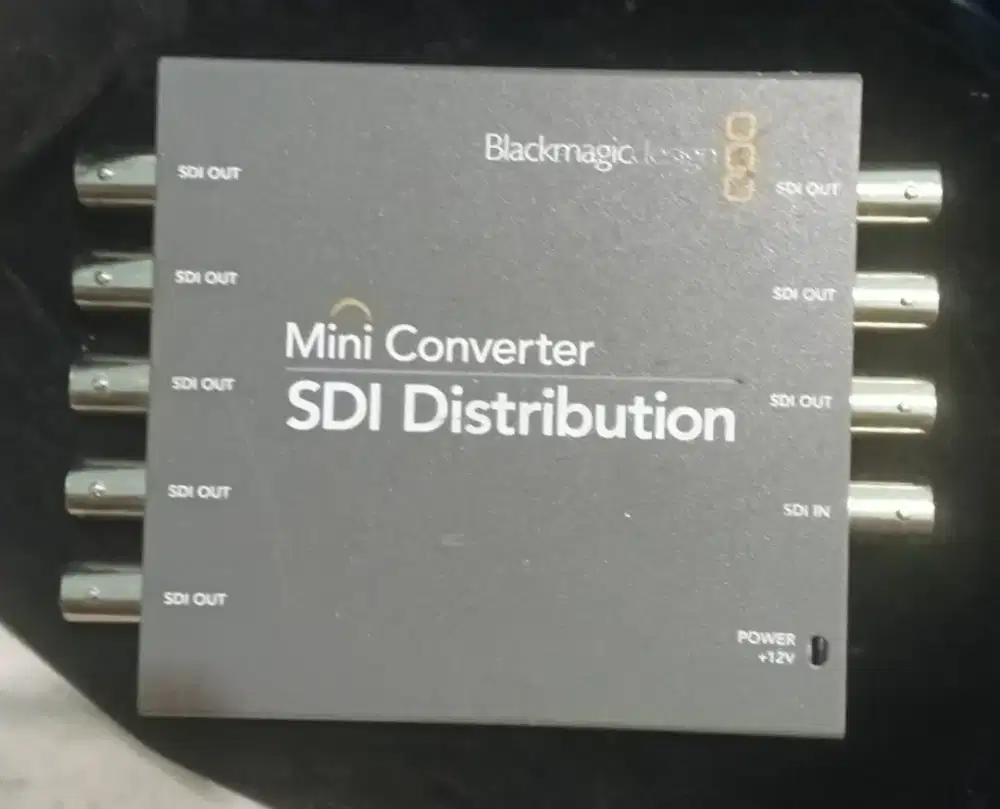 Blackmagicdesign
SDI OUT
SDI OUT
SDI OUT
SDI OUT
Mini Converter
SDI OUT
SDI OUT
SDI Distribution
SDI OUT
SDI IN
SDI OUT
POWER
+12V